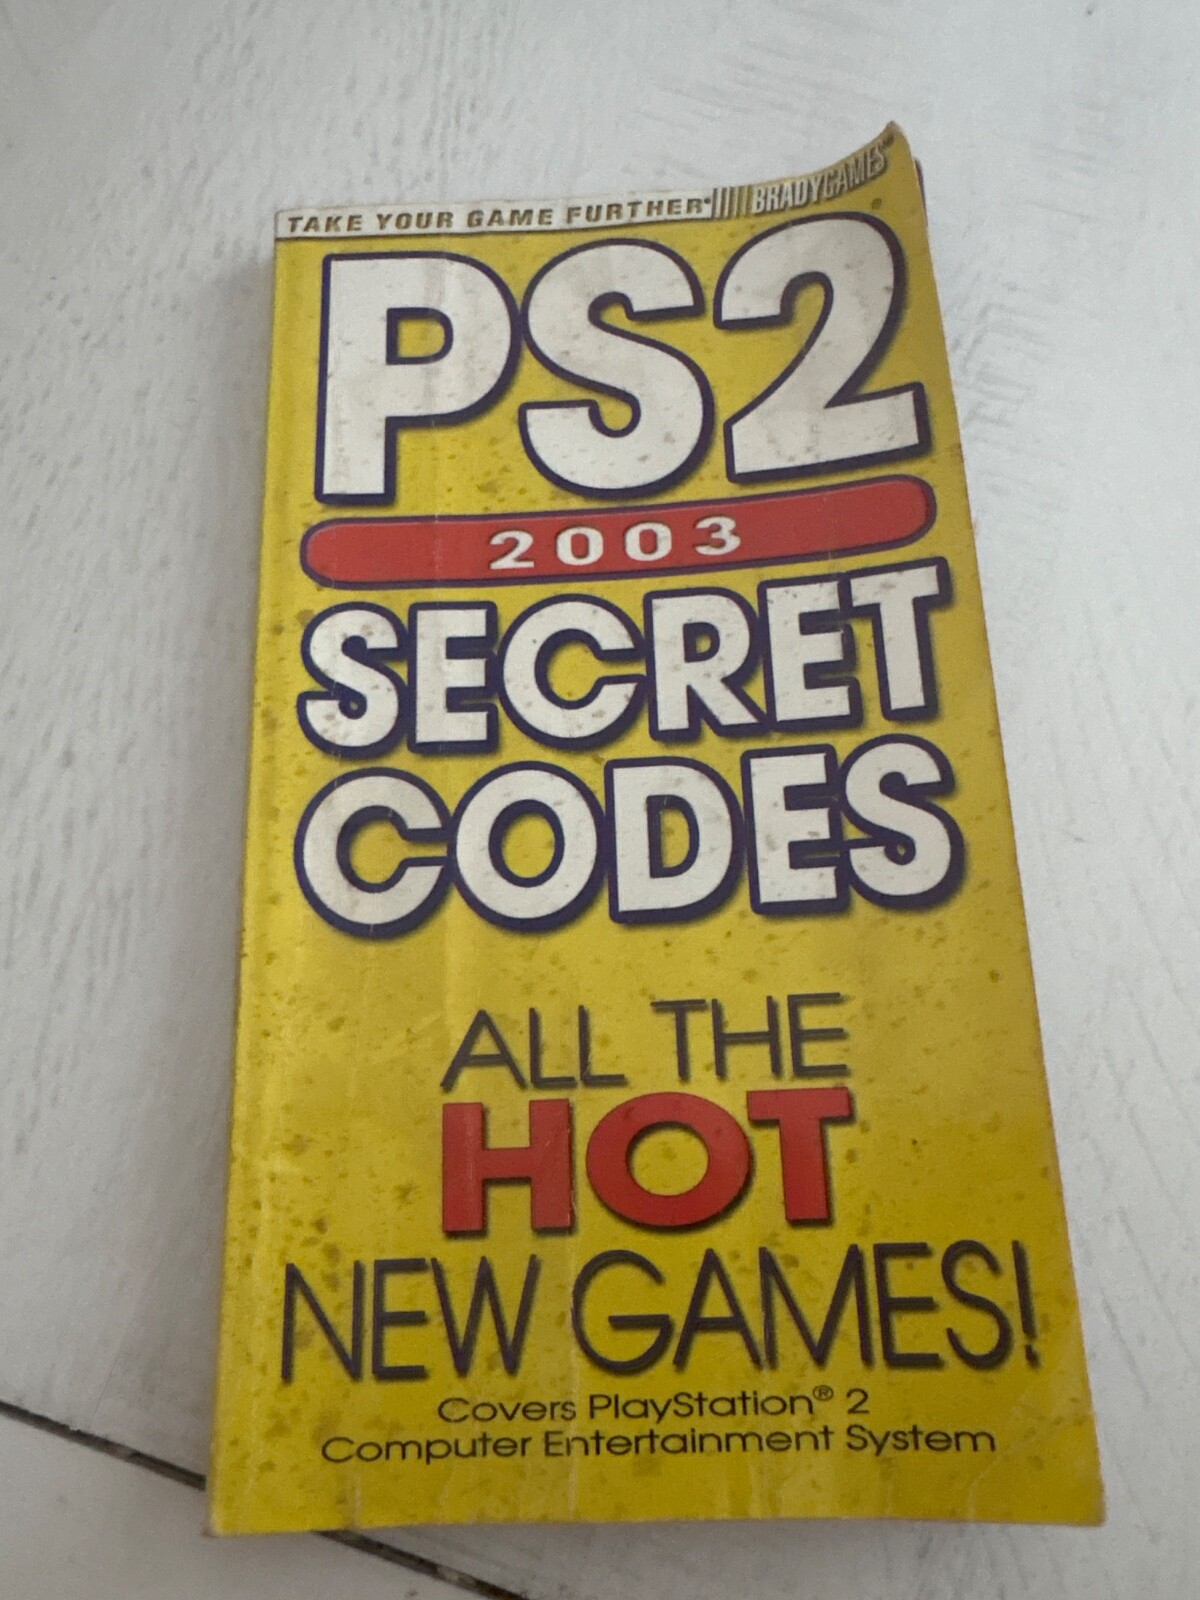 TAKE YOUR GAME FURTHER® BRADYGAMES®
PS2
2003
SECRET
CODES
ALL THE
HOT
NEW GAMES!
Covers PlayStation® 2
Computer Entertainment System